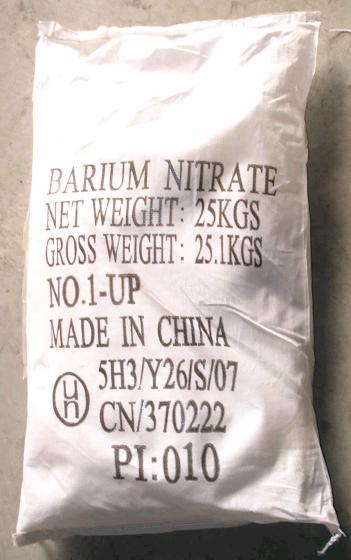 BARIUM NITRATE
NET WEIGHT: 25KGS
GROSS WEIGHT: 25.1KGS
NO.1-UP
MADE IN CHINA
5H3/Y26/S/07
un CN/370222
PI:010